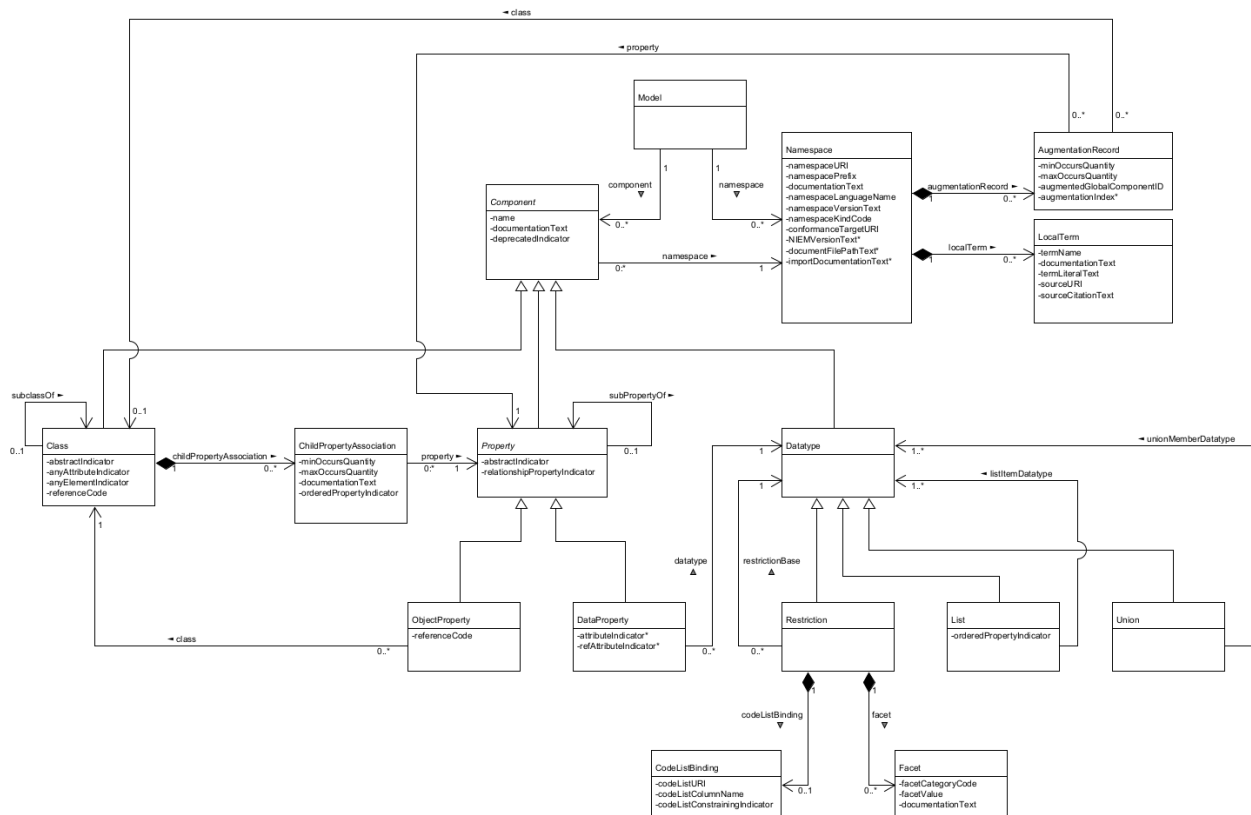 ◄ class
◄ property
Model
0..*
0..*
1
1
component
▽
namespace
▽
0..*
0..*
Component
-name
-documentationText
-deprecatedIndicator
Namespace
-namespaceURI
-namespacePrefix
-documentationText
-namespaceLanguageName
-namespaceVersionText
-namespaceKindCode
-conformanceTargetURI
-NIEMVersionText*
-documentFilePathText*
-importDocumentationText*
augmentationRecord ►
1
0..*
AugmentationRecord
-minOccursQuantity
-maxOccursQuantity
-augmentedGlobalComponentID
-augmentationIndex*
localTerm ►
1
0..*
LocalTerm
-termName
-documentationText
-termLiteralText
-sourceURI
-sourceCitationText
namespace ►
0:*
1
subclassOf ►
0..1
0..1
Class
-abstractIndicator
-anyAttributeIndicator
-anyElementIndicator
-referenceCode
childPropertyAssociation ►
1
0..*
ChildPropertyAssociation
-minOccursQuantity
-maxOccursQuantity
-documentationText
-orderedPropertyIndicator
property ►
0:*
1
1
Property
-abstractIndicator
-relationshipPropertyIndicator
subPropertyOf ►
0..1
Datatype
1
1
1..*
1..*
◄ unionMemberDatatype
◄ listItemDatatype
1
datatype
△
restrictionBase
△
◄ class
0..*
ObjectProperty
-referenceCode
DataProperty
-attributeIndicator*
-refAttributeIndicator*
0..*
0..*
Restriction
List
-orderedPropertyIndicator
Union
1
1
codeListBinding
▽
facet
▽
CodeListBinding
-codeListURI
-codeListColumnName
-codeListConstrainingIndicator
0..1
0..*
Facet
-facetCategoryCode
-facetValue
-documentationText